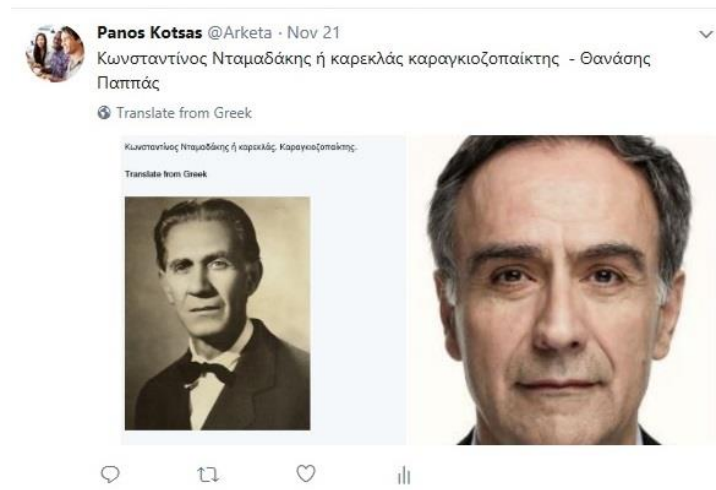 Panos Kotsas @Arketa · Nov 21
Κωνσταντίνος Νταμαδάκης ή καρεκλάς καραγκιοζοπαίκτης - Θανάσης
Παππάς
Translate from Greek
Κωνσταντίνος Νταμαδάκης ή καρεκλάς. Καραγκιοζοπαίκτης.
Translate from Greek